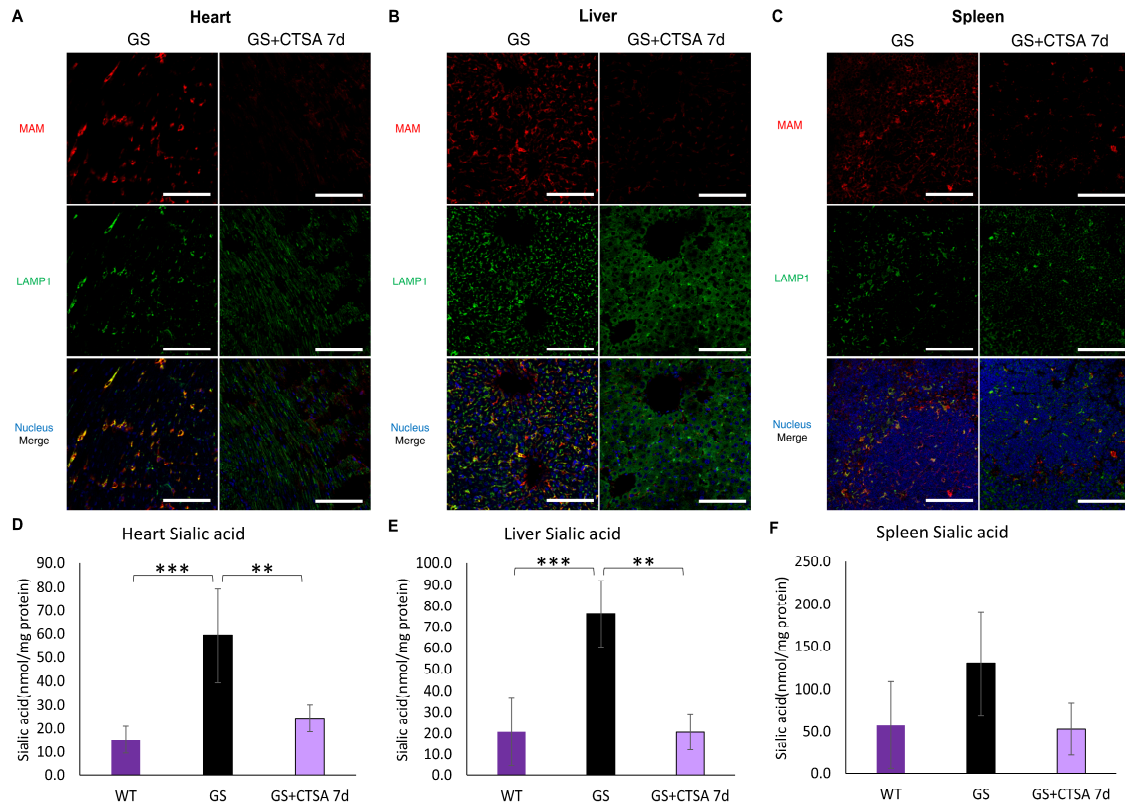 A Heart
GS GS+CTSA 7d
MAM
LAMP1
Nucleus
Merge
B Liver
GS GS+CTSA 7d
MAM
LAMP1
Nucleus
Merge
C Spleen
GS GS+CTSA 7d
MAM
LAMP1
Nucleus
Merge
D Heart Sialic acid
Sialic acid(nmol/mg protein)
90.0
80.0
70.0
60.0
50.0
40.0
30.0
20.0
10.0
0.0
*** **
WT GS GS+CTSA 7d
E Liver Sialic acid
Sialic acid(nmol/mg protein)
100.0
90.0
80.0
70.0
60.0
50.0
40.0
30.0
20.0
10.0
0.0
*** **
WT GS GS+CTSA 7d
F Spleen Sialic acid
Sialic acid(nmol/mg protein)
250.0
200.0
150.0
100.0
50.0
0.0
WT GS GS+CTSA 7d